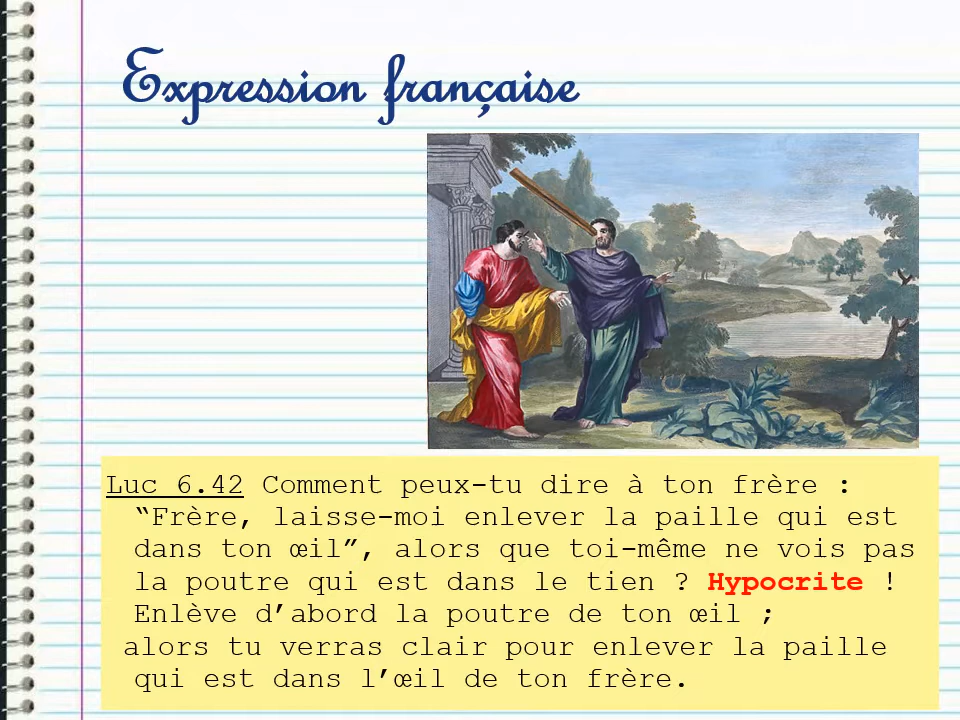 Expression française
Luc 6.42 Comment peux-tu dire à ton frère :
“Frère, laisse-moi enlever la paille qui est
dans ton œil”, alors que toi-même ne vois pas
la poutre qui est dans le tien ? Hypocrite !
Enlève d’abord la poutre de ton œil ;
alors tu verras clair pour enlever la paille
qui est dans l’œil de ton frère.